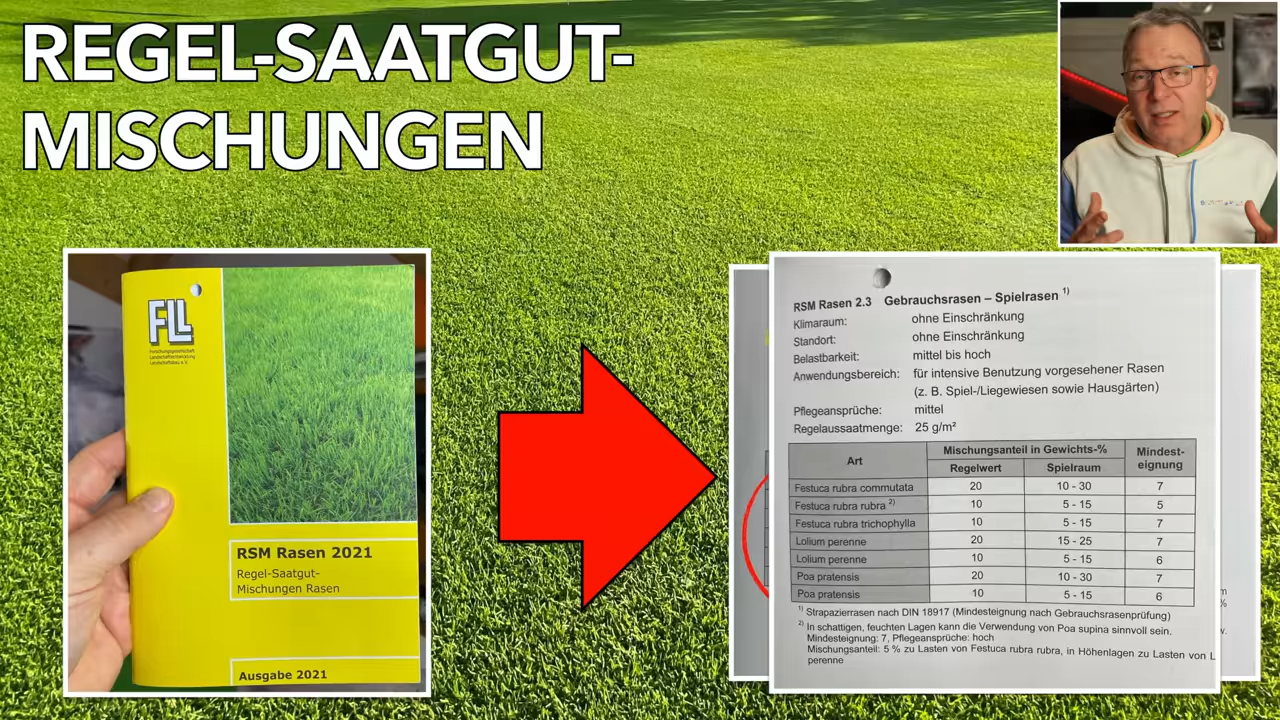 REGEL-SAATGUT-
MISCHUNGEN
FLL
Forschungsgesellschaft
Landschaftsentwicklung
Landschaftsbau e.V.
RSM Rasen 2021
Regel-Saatgut-
Mischungen Rasen
Ausgabe 2021
RSM Rasen 2.3 Gebrauchsrasen – Spielrasen 1)
Klimaraum: ohne Einschränkung
Standort: ohne Einschränkung
Belastbarkeit: mittel bis hoch
Anwendungsbereich: für intensive Benutzung vorgesehener Rasen
(z. B. Spiel-/Liegewiesen sowie Hausgärten)
Pflegeansprüche: mittel
Regelaussaatmenge: 25 g/m²
Art Mischungsanteil in Gewichts-% Mindest-
eignung
Regelwert Spielraum
Festuca rubra commutata 20 10 - 30 7
Festuca rubra rubra 2) 10 5 - 15 5
Festuca rubra trichophylla 10 5 - 15 7
Lolium perenne 20 15 - 25 7
Lolium perenne 10 5 - 15 6
Poa pratensis 20 10 - 30 7
Poa pratensis 10 5 - 15 6
1) Strapazierrasen nach DIN 18917 (Mindesteignung nach Gebrauchsrasenprüfung)
2) In schattigen, feuchten Lagen kann die Verwendung von Poa supina sinnvoll sein.
Mindesteignung: 7, Pflegeansprüche: hoch
Mischungsanteil: 5 % zu Lasten von Festuca rubra rubra, in Höhenlagen zu Lasten von L
perenne